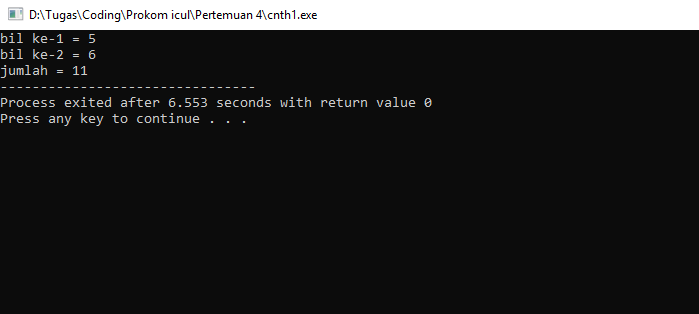 D:\Tugas\Coding\Prokom icul\Pertemuan 4\cnth1.exe
bil ke-1 = 5
bil ke-2 = 6
jumlah = 11
--------------------------------
Process exited after 6.553 seconds with return value 0
Press any key to continue . . .